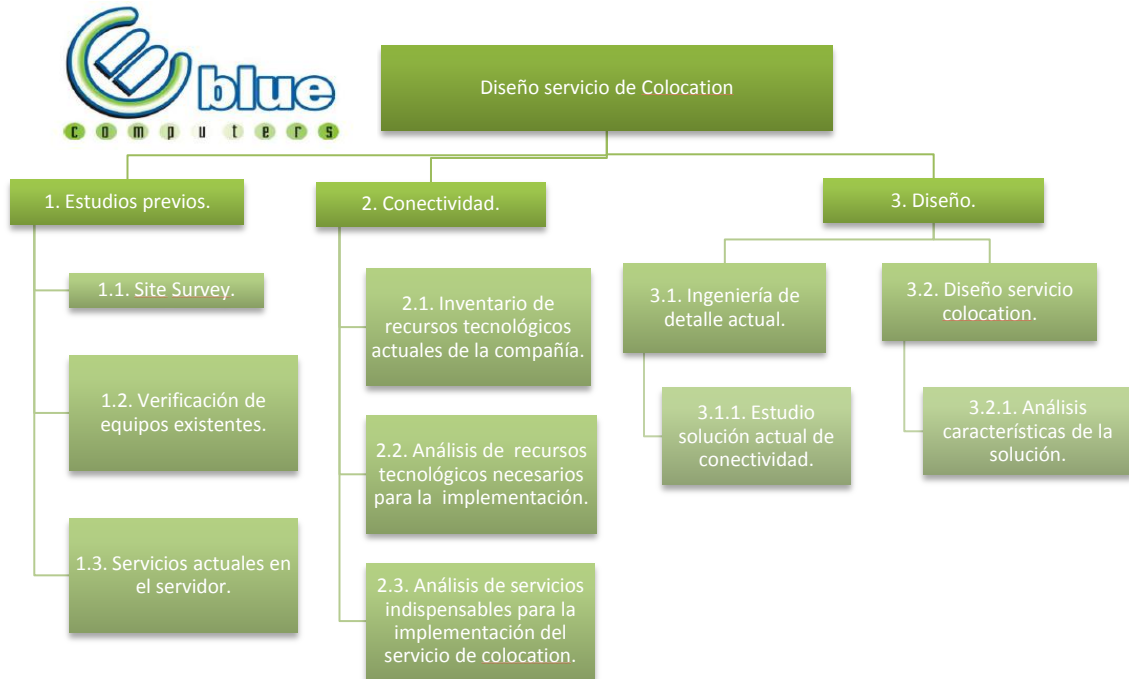 blue
computers
Diseño servicio de Colocation
1. Estudios previos.
1.1. Site Survey.
1.2. Verificación de
equipos existentes.
1.3. Servicios actuales en
el servidor.
2. Conectividad.
2.1. Inventario de
recursos tecnológicos
actuales de la compañía.
2.2. Análisis de recursos
tecnológicos necesarios
para la implementación.
2.3. Análisis de servicios
indispensables para la
implementación del
servicio de colocation.
3. Diseño.
3.1. Ingeniería de
detalle actual.
3.1.1. Estudio
solución actual de
conectividad.
3.2. Diseño servicio
colocation.
3.2.1. Análisis
características de la
solución.